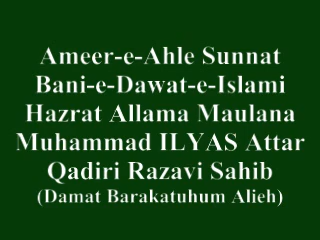 Ameer-e-Ahle Sunnat
Bani-e-Dawat-e-Islami
Hazrat Allama Maulana
Muhammad ILYAS Attar
Qadiri Razavi Sahib
(Damat Barakatuhum Alieh)